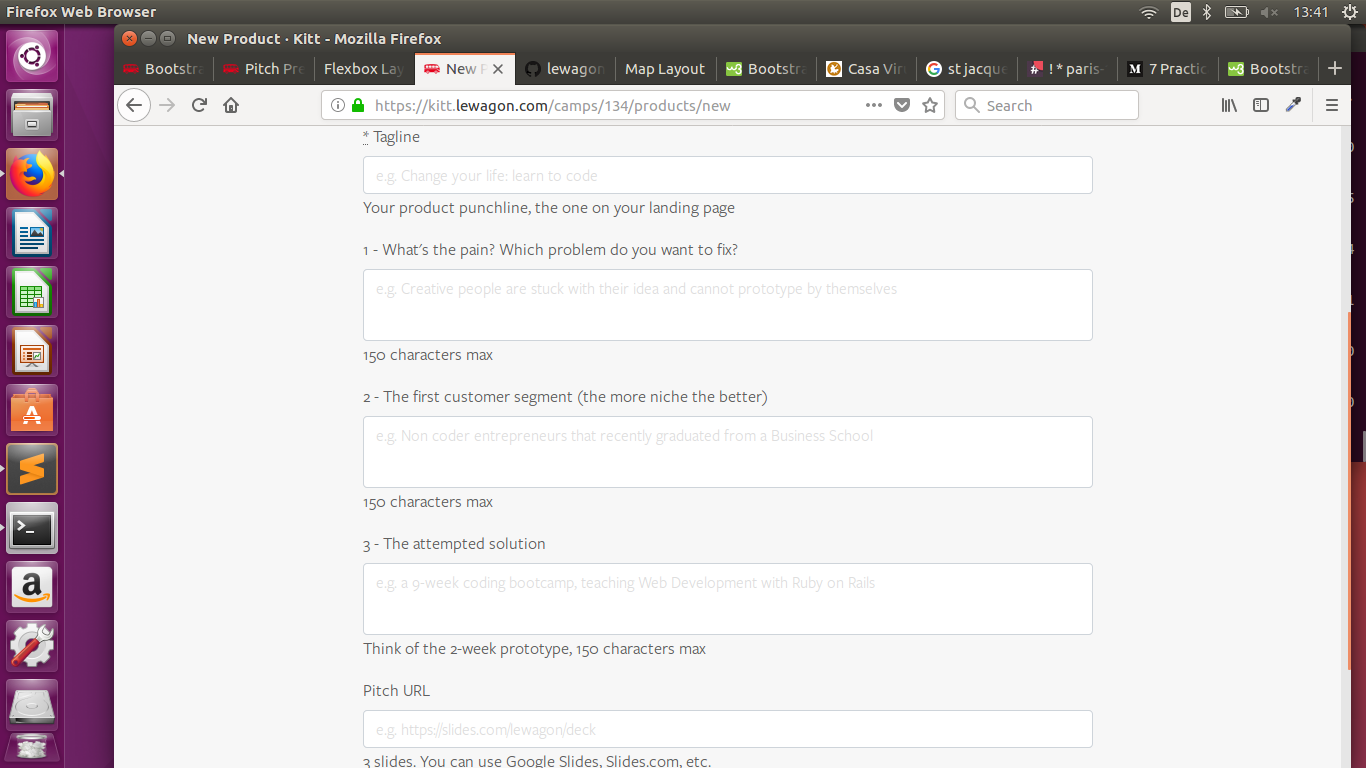 Firefox Web Browser
De
13:41
New Product · Kitt - Mozilla Firefox
Bootstra
Pitch Pre
Flexbox Lay
New P
lewagon
Map Layout
Bootstra
Casa Vir
st jacque
! * paris-
7 Practic
Bootstra
https://kitt.lewagon.com/camps/134/products/new
Search
* Tagline
e.g. Change your life: learn to code
Your product punchline, the one on your landing page
1 - What's the pain? Which problem do you want to fix?
e.g. Creative people are stuck with their idea and cannot prototype by themselves
150 characters max
2 - The first customer segment (the more niche the better)
e.g. Non coder entrepreneurs that recently graduated from a Business School
150 characters max
3 - The attempted solution
e.g. a 9-week coding bootcamp, teaching Web Development with Ruby on Rails
Think of the 2-week prototype, 150 characters max
Pitch URL
e.g. https://slides.com/lewagon/deck
3 slides. You can use Google Slides, Slides.com, etc.